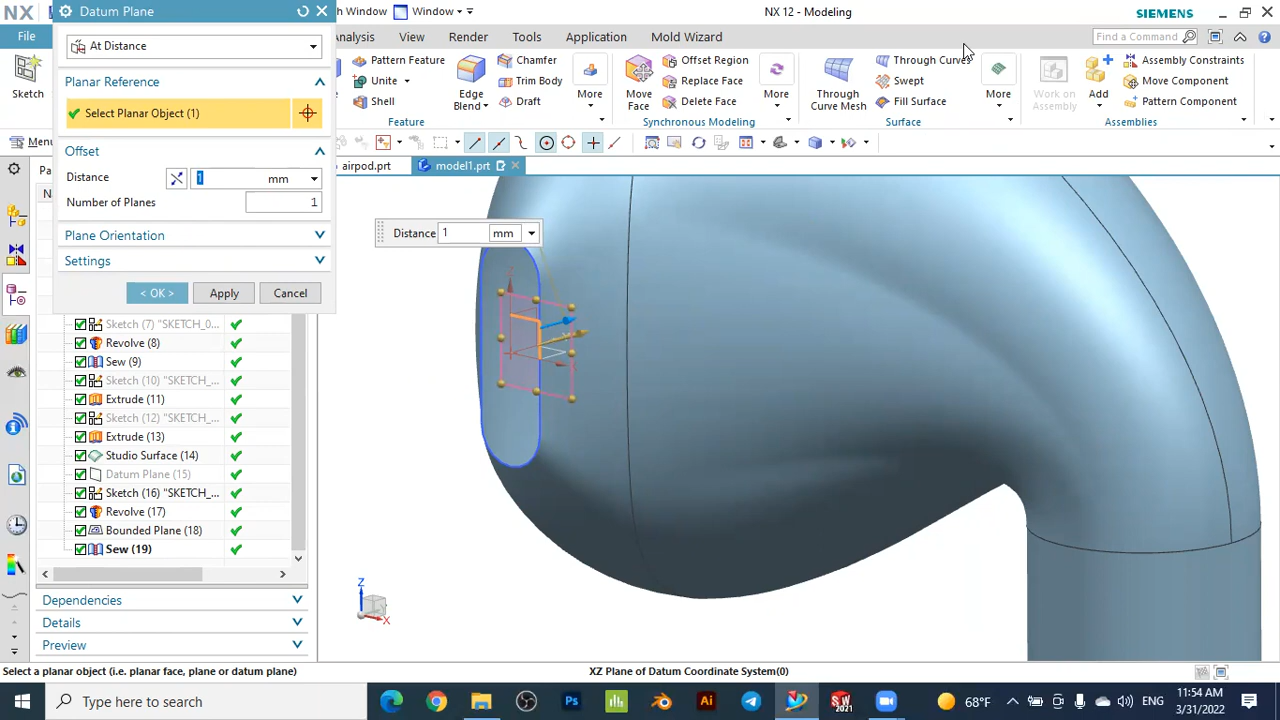 NX
Datum Plane
tch Window
Window
NX 12 - Modeling
SIEMENS
File
At Distance
Analysis
View
Render
Tools
Application
Mold Wizard
Find a Command
Sketch
Planar Reference
Select Planar Object (1)
Offset
Distance
1
mm
Number of Planes
1
Plane Orientation
Settings
< OK >
Apply
Cancel
Pattern Feature
Unite
Shell
Edge
Blend
Chamfer
Trim Body
Draft
More
Feature
Move
Face
Offset Region
Replace Face
Delete Face
More
Synchronous Modeling
Through
Curve Mesh
Through Curves
Swept
Fill Surface
More
Surface
Work on
Assembly
Add
Assembly Constraints
Move Component
Pattern Component
Assemblies
Menu
airpod.prt
model1.prt
Distance
1
mm
Sketch (7) "SKETCH_0...
Revolve (8)
Sew (9)
Sketch (10) "SKETCH_...
Extrude (11)
Sketch (12) "SKETCH_...
Extrude (13)
Studio Surface (14)
Datum Plane (15)
Sketch (16) "SKETCH_...
Revolve (17)
Bounded Plane (18)
Sew (19)
Dependencies
Details
Preview
Z
X
Select a planar object (i.e. planar face, plane or datum plane)
XZ Plane of Datum Coordinate System(0)
Type here to search
Ps
Ai
SW
2021
68°F
ENG
11:54 AM
3/31/2022